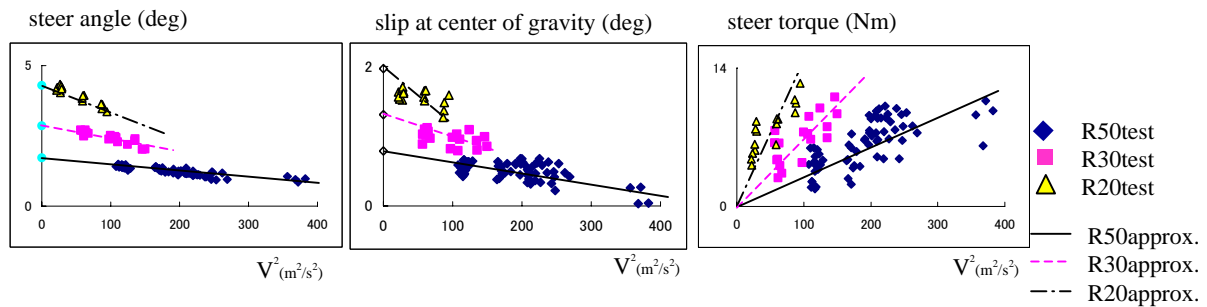 steer angle (deg)
5
0
0 100 200 300 400
V²(m²/s²)
slip at center of gravity (deg)
2
0
0 100 200 300 400
V²(m²/s²)
steer torque (Nm)
14
0
0 100 200 300 400
V²(m²/s²)
R50test
R30test
R20test
R50approx.
R30approx.
R20approx.